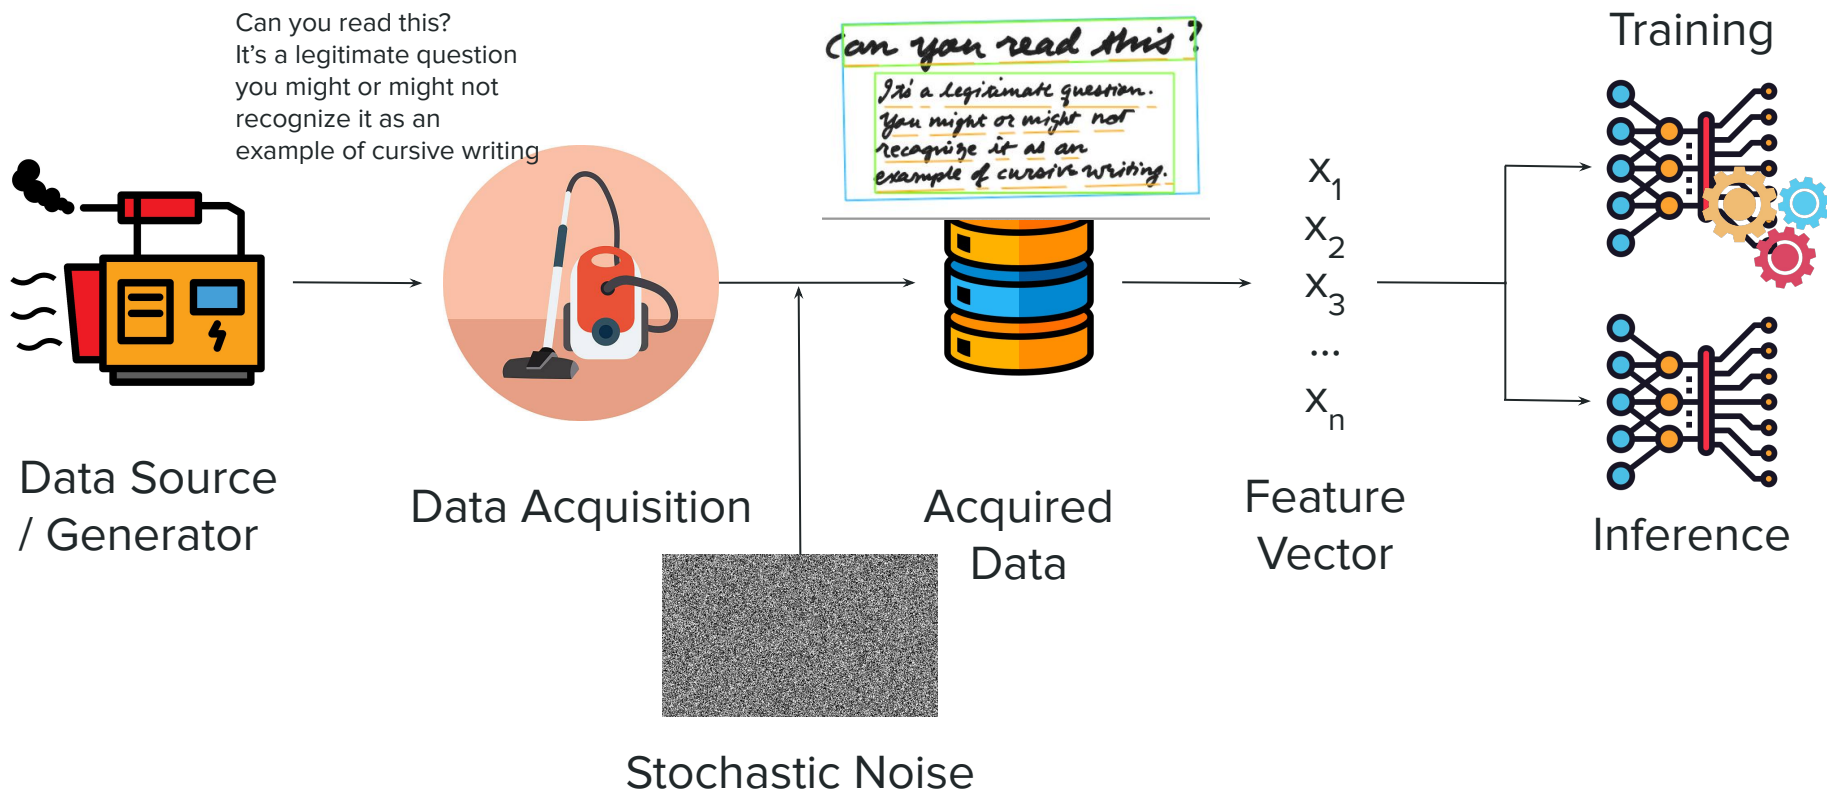 Can you read this?
It’s a legitimate question
you might or might not
recognize it as an
example of cursive writing
Can you read this?
It's a legitimate question.
You might or might not
recognize it as an
example of cursive writing.
Training
x1
x2
x3
...
xn
Data Source
/ Generator
Data Acquisition
Acquired
Data
Feature
Vector
Inference
Stochastic Noise